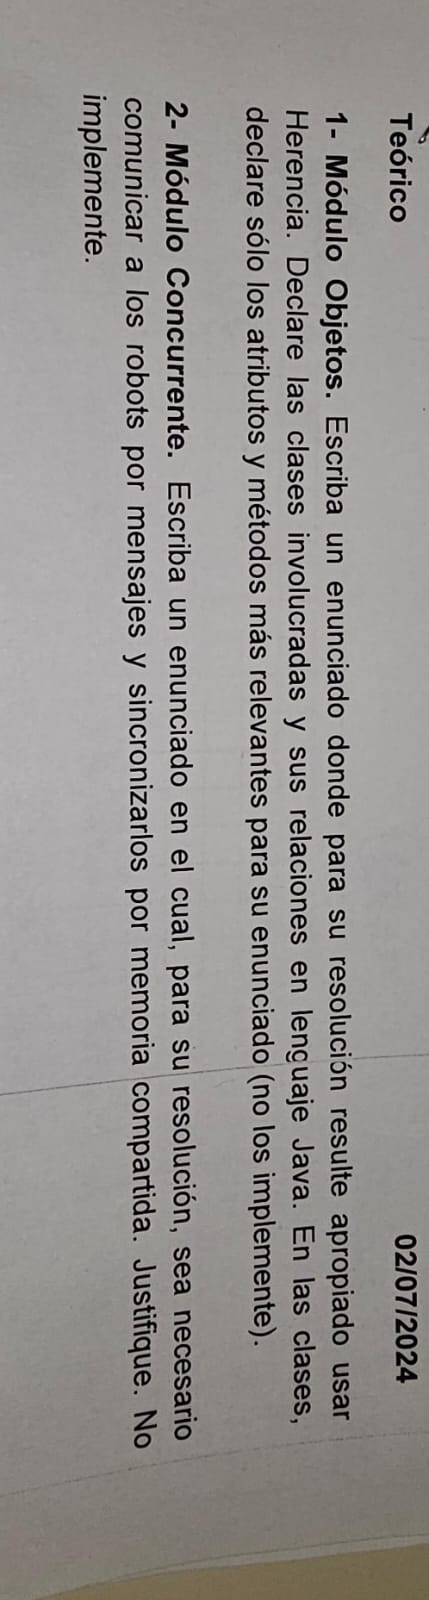 Teórico 02/07/2024
1- Módulo Objetos. Escriba un enunciado donde para su resolución resulte apropiado usar
Herencia. Declare las clases involucradas y sus relaciones en lenguaje Java. En las clases,
declare sólo los atributos y métodos más relevantes para su enunciado (no los implemente).
2- Módulo Concurrente. Escriba un enunciado en el cual, para su resolución, sea necesario
comunicar a los robots por mensajes y sincronizarlos por memoria compartida. Justifique. No
implemente.